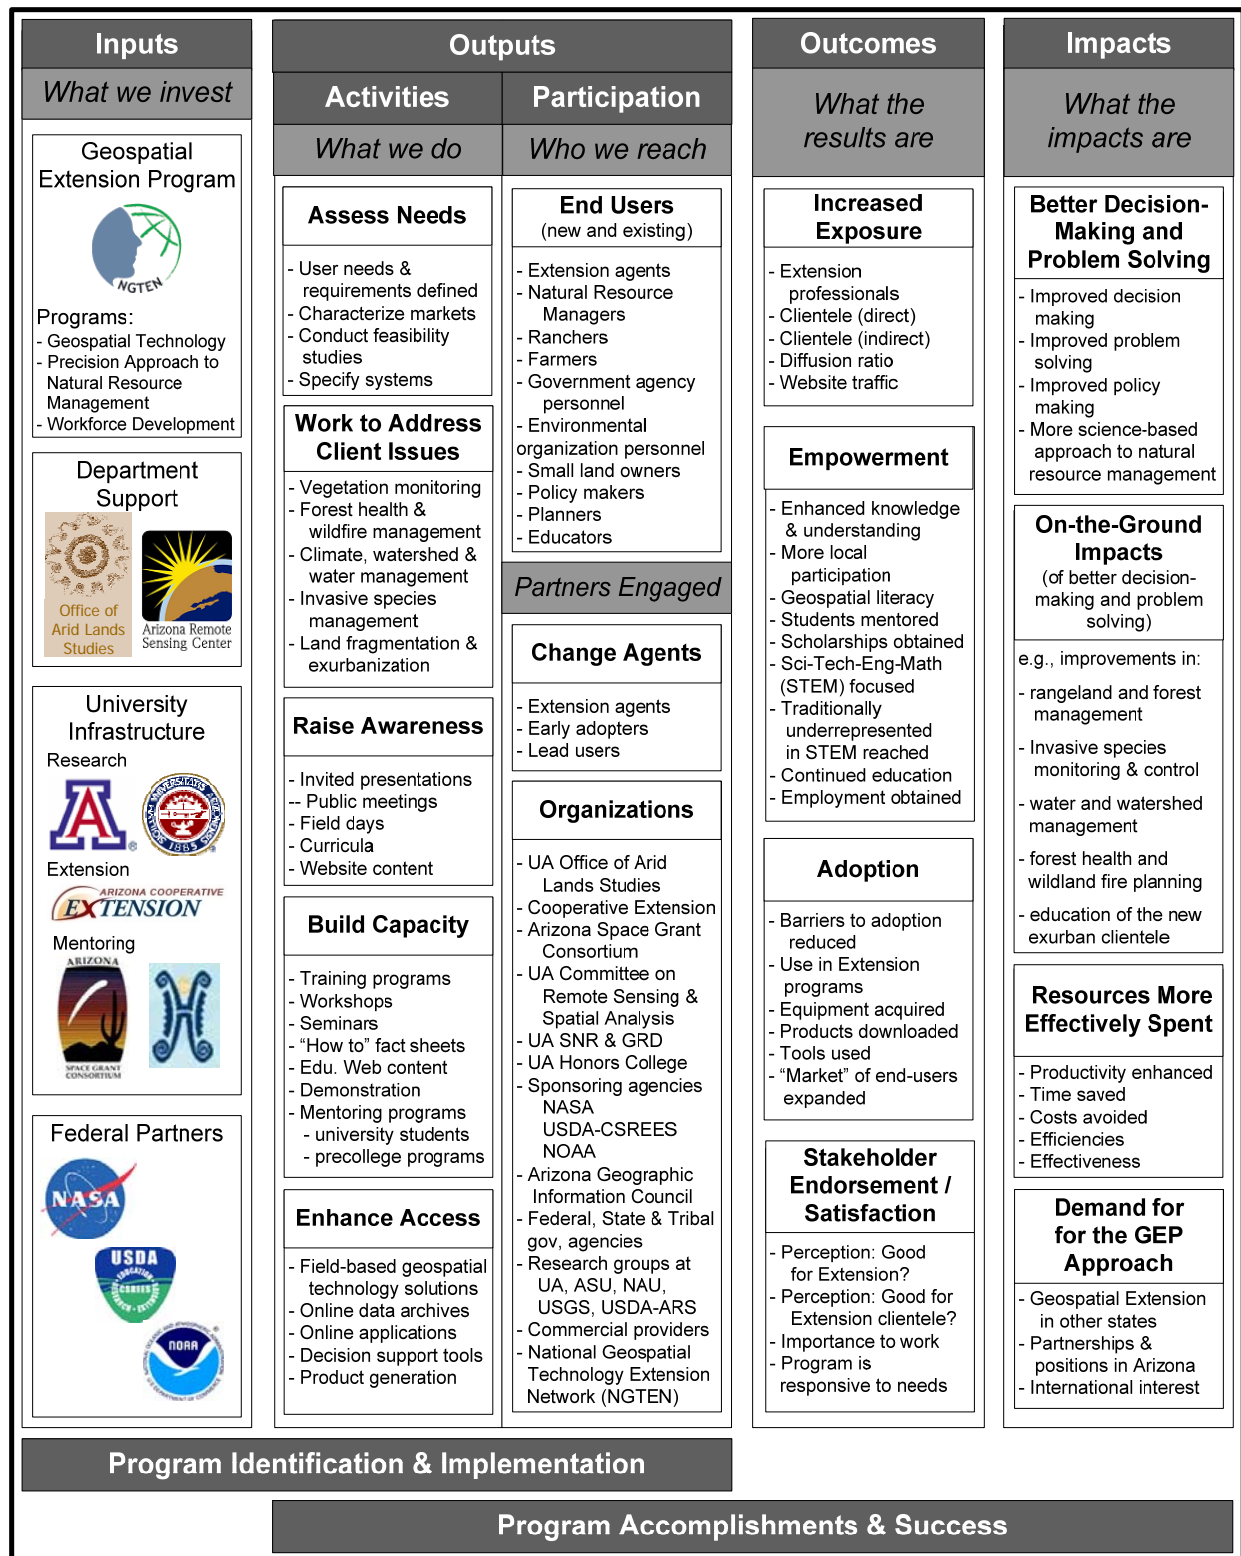 Inputs
What we invest
Geospatial
Extension Program
NGTEN
Programs:
- Geospatial Technology
- Precision Approach to
Natural Resource
Management
- Workforce Development
Department
Support
Office of
Arid Lands
Studies
Arizona Remote
Sensing Center
University
Infrastructure
Research
A
1885
Extension
ARIZONA COOPERATIVE
EXTENSION
Mentoring
ARIZONA
SPACE GRANT
CONSORTIUM
Federal Partners
NASA
USDA
CSREES
NOAA
Outputs
Activities
What we do
Assess Needs
- User needs &
requirements defined
- Characterize markets
- Conduct feasibility
studies
- Specify systems
Work to Address
Client Issues
- Vegetation monitoring
- Forest health &
wildfire management
- Climate, watershed &
water management
- Invasive species
management
- Land fragmentation &
exurbanization
Raise Awareness
- Invited presentations
-- Public meetings
- Field days
- Curricula
- Website content
Build Capacity
- Training programs
- Workshops
- Seminars
- “How to” fact sheets
- Edu. Web content
- Demonstration
- Mentoring programs
- university students
- precollege programs
Enhance Access
- Field-based geospatial
technology solutions
- Online data archives
- Online applications
- Decision support tools
- Product generation
Participation
Who we reach
End Users
(new and existing)
- Extension agents
- Natural Resource
Managers
- Ranchers
- Farmers
- Government agency
personnel
- Environmental
organization personnel
- Small land owners
- Policy makers
- Planners
- Educators
Partners Engaged
Change Agents
- Extension agents
- Early adopters
- Lead users
Organizations
- UA Office of Arid
Lands Studies
- Cooperative Extension
- Arizona Space Grant
Consortium
- UA Committee on
Remote Sensing &
Spatial Analysis
- UA SNR & GRD
- UA Honors College
- Sponsoring agencies
NASA
USDA-CSREES
NOAA
- Arizona Geographic
Information Council
- Federal, State & Tribal
gov, agencies
- Research groups at
UA, ASU, NAU,
USGS, USDA-ARS
- Commercial providers
- National Geospatial
Technology Extension
Network (NGTEN)
Outcomes
What the
results are
Increased
Exposure
- Extension
professionals
- Clientele (direct)
- Clientele (indirect)
- Diffusion ratio
- Website traffic
Empowerment
- Enhanced knowledge
& understanding
- More local
participation
- Geospatial literacy
- Students mentored
- Scholarships obtained
- Sci-Tech-Eng-Math
(STEM) focused
- Traditionally
underrepresented
in STEM reached
- Continued education
- Employment obtained
Adoption
- Barriers to adoption
reduced
- Use in Extension
programs
- Equipment acquired
- Products downloaded
- Tools used
- “Market” of end-users
expanded
Stakeholder
Endorsement /
Satisfaction
- Perception: Good
for Extension?
- Perception: Good for
Extension clientele?
- Importance to work
- Program is
responsive to needs
Impacts
What the
impacts are
Better Decision-
Making and
Problem Solving
- Improved decision
making
- Improved problem
solving
- Improved policy
making
- More science-based
approach to natural
resource management
On-the-Ground
Impacts
(of better decision-
making and problem
solving)
e.g., improvements in:
- rangeland and forest
management
- Invasive species
monitoring & control
- water and watershed
management
- forest health and
wildland fire planning
- education of the new
exurban clientele
Resources More
Effectively Spent
- Productivity enhanced
- Time saved
- Costs avoided
- Efficiencies
- Effectiveness
Demand for
for the GEP
Approach
- Geospatial Extension
in other states
- Partnerships &
positions in Arizona
- International interest
Program Identification & Implementation
Program Accomplishments & Success